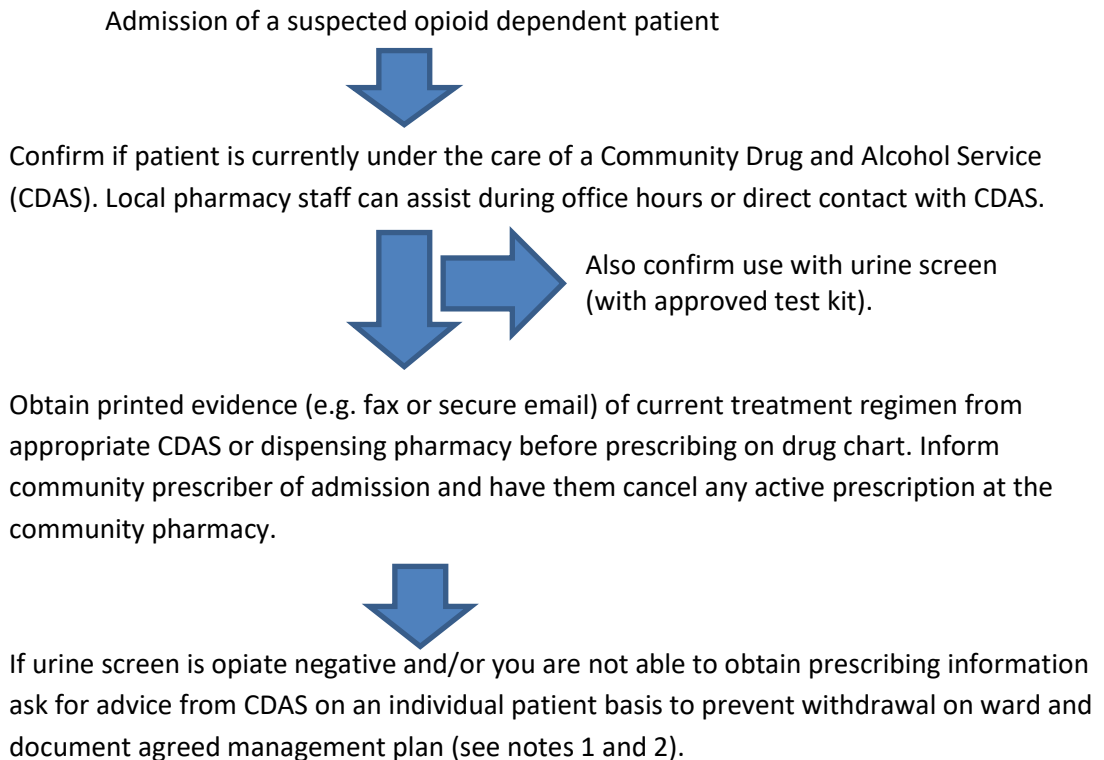 Admission of a suspected opioid dependent patient
Confirm if patient is currently under the care of a Community Drug and Alcohol Service
(CDAS). Local pharmacy staff can assist during office hours or direct contact with CDAS.
Also confirm use with urine screen
(with approved test kit).
Obtain printed evidence (e.g. fax or secure email) of current treatment regimen from
appropriate CDAS or dispensing pharmacy before prescribing on drug chart. Inform
community prescriber of admission and have them cancel any active prescription at the
community pharmacy.
If urine screen is opiate negative and/or you are not able to obtain prescribing information
ask for advice from CDAS on an individual patient basis to prevent withdrawal on ward and
document agreed management plan (see notes 1 and 2).